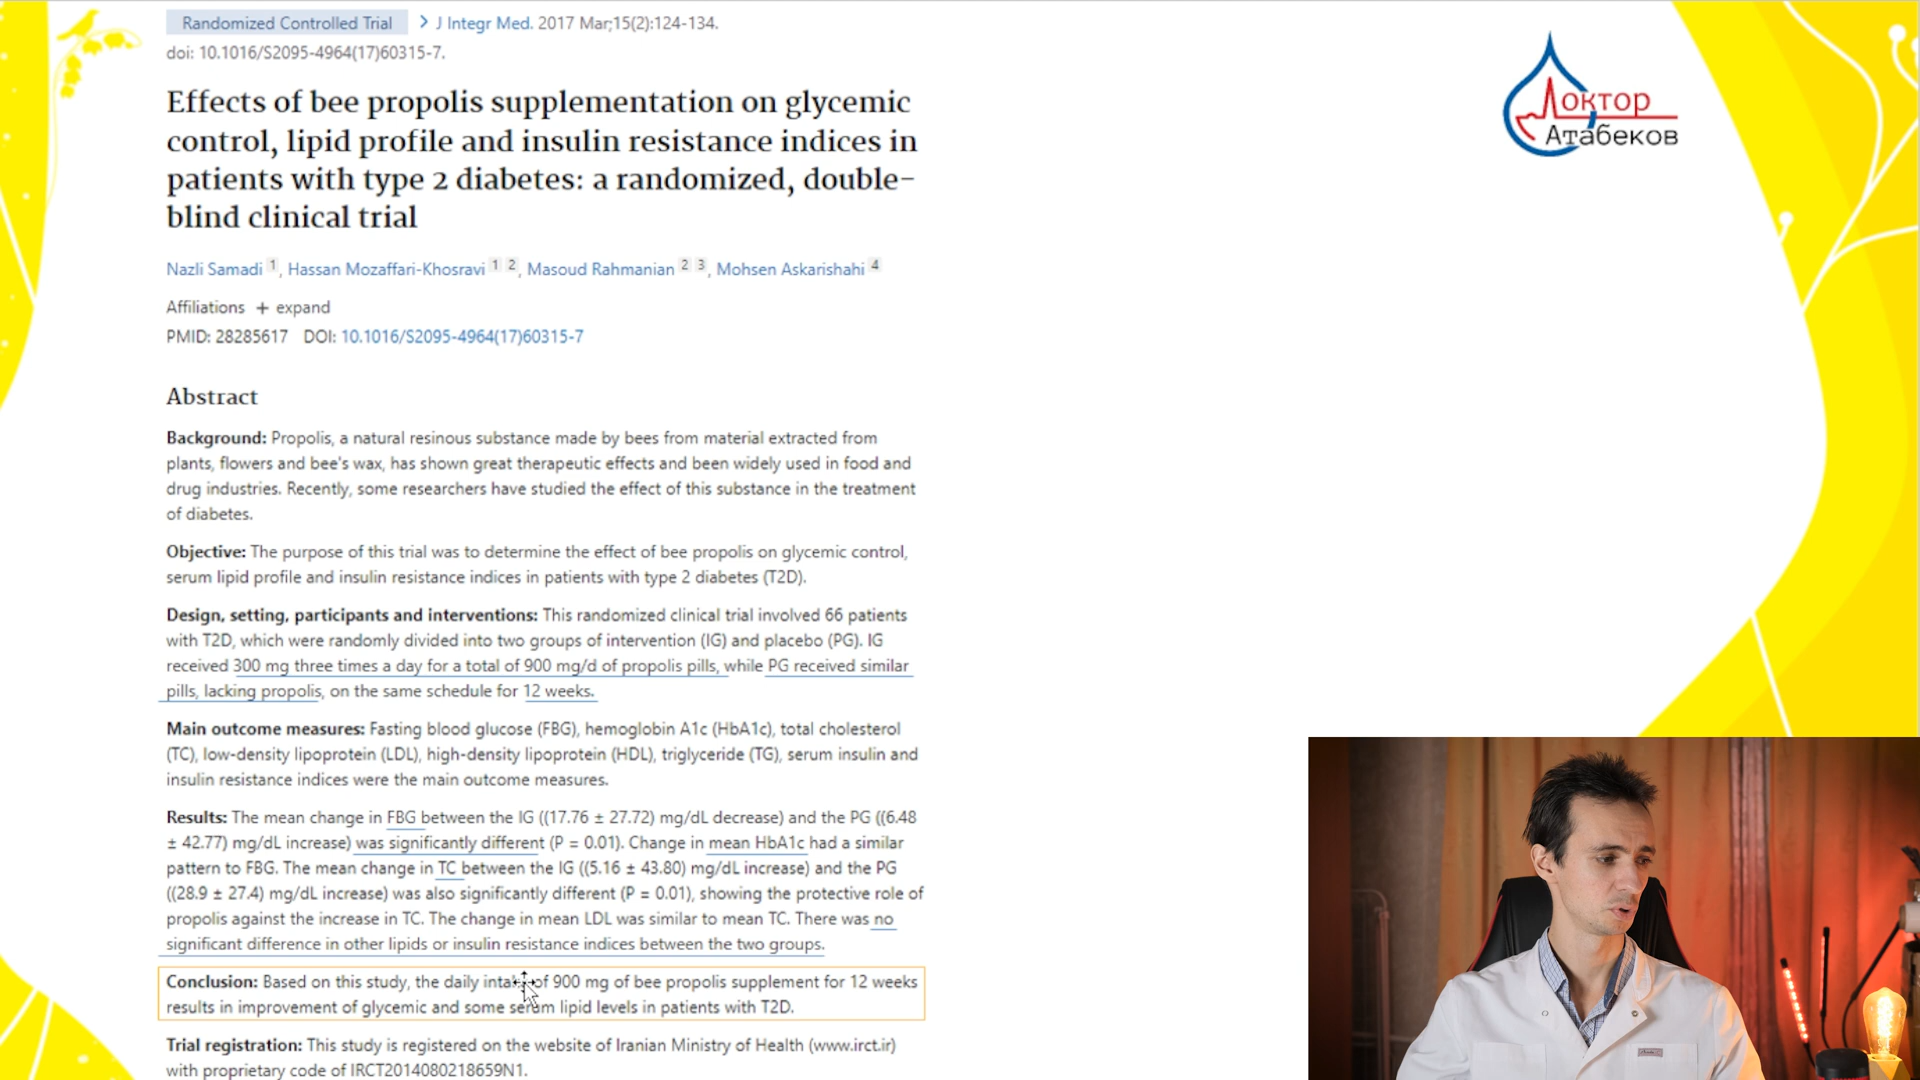 Randomized Controlled Trial > J Integr Med. 2017 Mar;15(2):124-134.
doi: 10.1016/S2095-4964(17)60315-7.
Effects of bee propolis supplementation on glycemic
control, lipid profile and insulin resistance indices in
patients with type 2 diabetes: a randomized, double-
blind clinical trial
Nazli Samadi 1, Hassan Mozaffari-Khosravi 1 2, Masoud Rahmanian 2 3, Mohsen Askarishahi 4
Affiliations + expand
PMID: 28285617 DOI: 10.1016/S2095-4964(17)60315-7
Abstract
Background: Propolis, a natural resinous substance made by bees from material extracted from
plants, flowers and bee's wax, has shown great therapeutic effects and been widely used in food and
drug industries. Recently, some researchers have studied the effect of this substance in the treatment
of diabetes.
Objective: The purpose of this trial was to determine the effect of bee propolis on glycemic control,
serum lipid profile and insulin resistance indices in patients with type 2 diabetes (T2D).
Design, setting, participants and interventions: This randomized clinical trial involved 66 patients
with T2D, which were randomly divided into two groups of intervention (IG) and placebo (PG). IG
received 300 mg three times a day for a total of 900 mg/d of propolis pills, while PG received similar
pills, lacking propolis, on the same schedule for 12 weeks.
Main outcome measures: Fasting blood glucose (FBG), hemoglobin A1c (HbA1c), total cholesterol
(TC), low-density lipoprotein (LDL), high-density lipoprotein (HDL), triglyceride (TG), serum insulin and
insulin resistance indices were the main outcome measures.
Results: The mean change in FBG between the IG ((17.76 ± 27.72) mg/dL decrease) and the PG ((6.48
± 42.77) mg/dL increase) was significantly different (P = 0.01). Change in mean HbA1c had a similar
pattern to FBG. The mean change in TC between the IG ((5.16 ± 43.80) mg/dL increase) and the PG
((28.9 ± 27.4) mg/dL increase) was also significantly different (P = 0.01), showing the protective role of
propolis against the increase in TC. The change in mean LDL was similar to mean TC. There was no
significant difference in other lipids or insulin resistance indices between the two groups.
Conclusion: Based on this study, the daily intake of 900 mg of bee propolis supplement for 12 weeks
results in improvement of glycemic and some serum lipid levels in patients with T2D.
Trial registration: This study is registered on the website of Iranian Ministry of Health (www.irct.ir)
with proprietary code of IRCT2014080218659N1.
Доктор
Атабеков